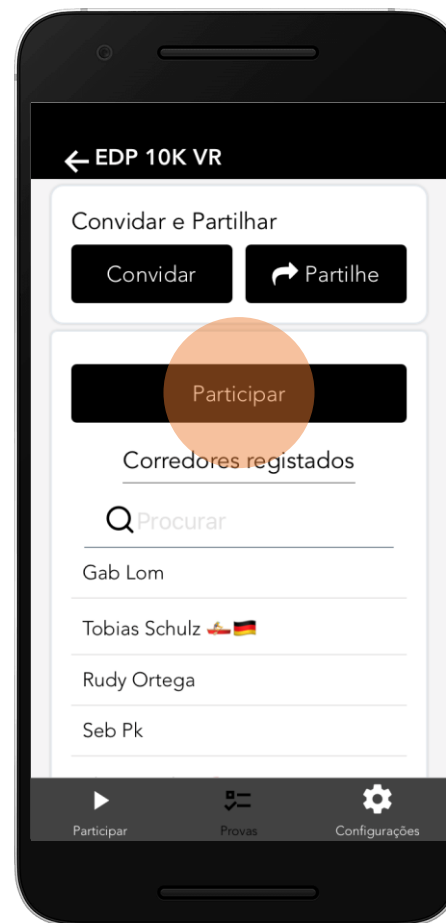 EDP 10K VR
Convidar e Partilhar
Convidar
Partilhe
Participar
Corredores registados
Procurar
Gab Lom
Tobias Schulz 🚣🇩🇪
Rudy Ortega
Seb Pk
Participar
Provas
Configurações